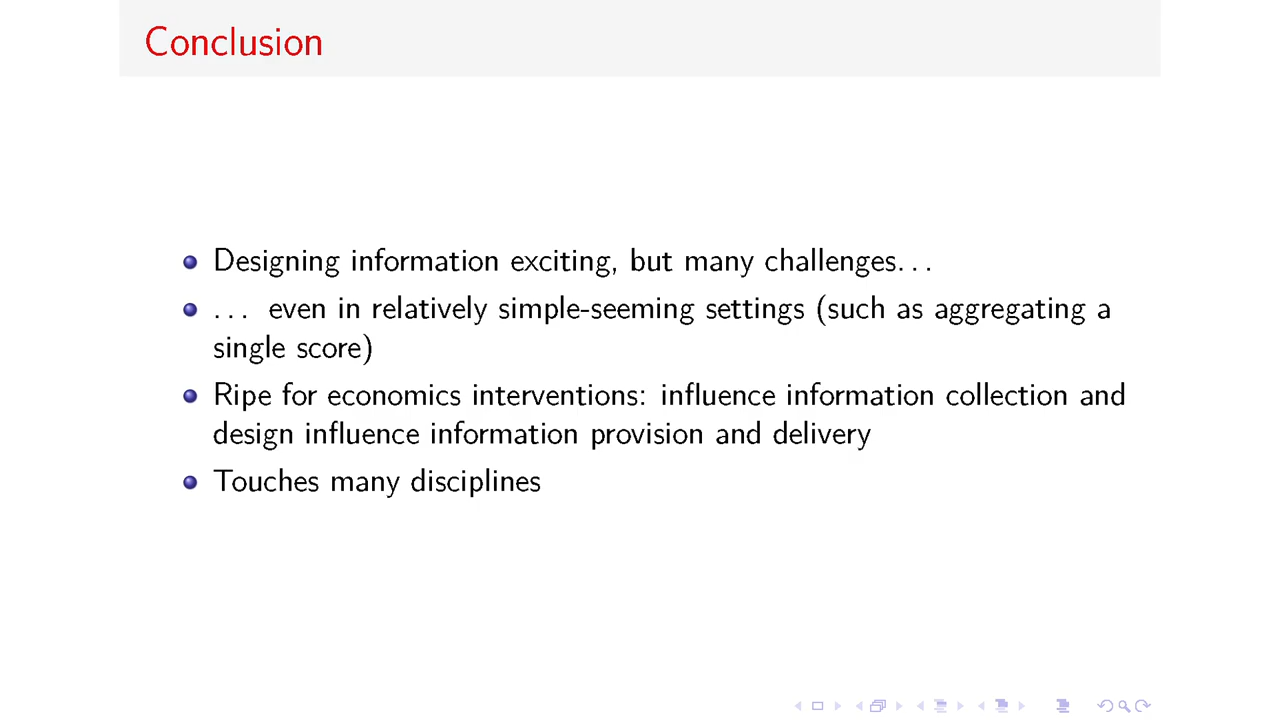 Conclusion
Designing information exciting, but many challenges. . .
. . . even in relatively simple-seeming settings (such as aggregating a
single score)
Ripe for economics interventions: influence information collection and
design influence information provision and delivery
Touches many disciplines